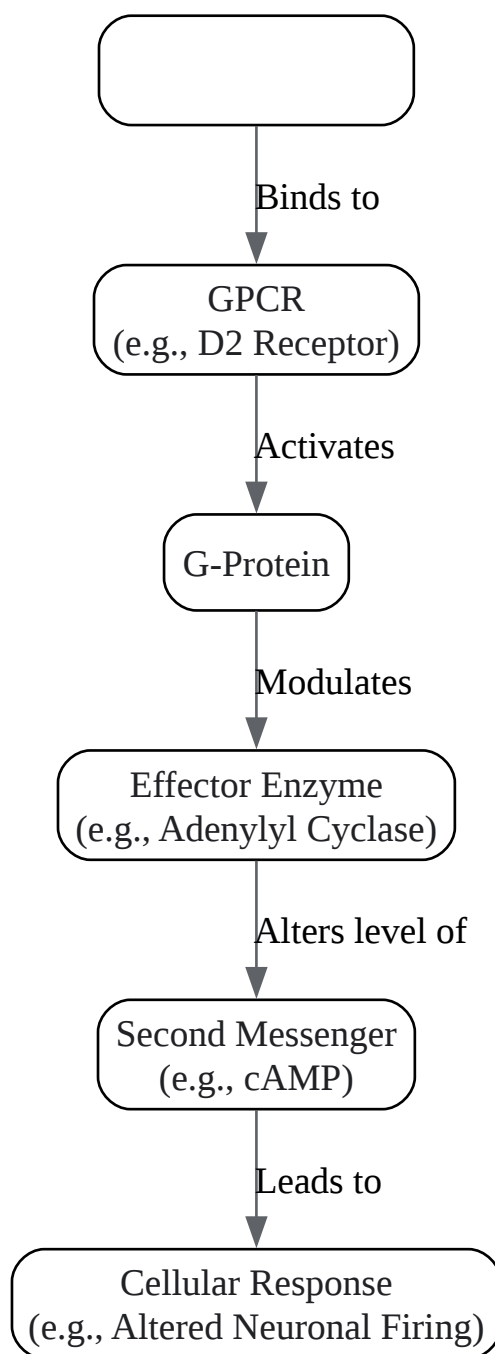 Binds to
GPCR
(e.g., D2 Receptor)
Activates
G-Protein
Modulates
Effector Enzyme
(e.g., Adenylyl Cyclase)
Alters level of
Second Messenger
(e.g., cAMP)
Leads to
Cellular Response
(e.g., Altered Neuronal Firing)